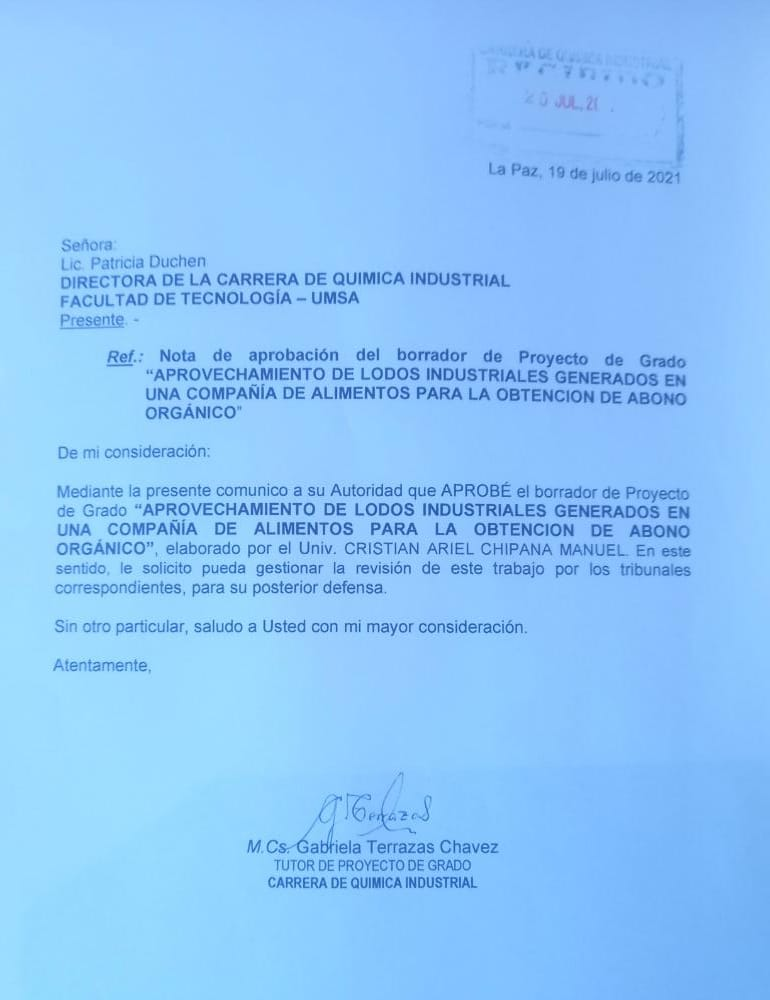 CARRERA DE QUIMICA INDUSTRIAL
RECIBIDO
20 JUL. 21
La Paz, 19 de julio de 2021
Señora:
Lic. Patricia Duchen
DIRECTORA DE LA CARRERA DE QUIMICA INDUSTRIAL
FACULTAD DE TECNOLOGÍA – UMSA
Presente. -
Ref.: Nota de aprobación del borrador de Proyecto de Grado
“APROVECHAMIENTO DE LODOS INDUSTRIALES GENERADOS EN
UNA COMPAÑÍA DE ALIMENTOS PARA LA OBTENCION DE ABONO
ORGÁNICO”
De mi consideración:
Mediante la presente comunico a su Autoridad que APROBÉ el borrador de Proyecto
de Grado “APROVECHAMIENTO DE LODOS INDUSTRIALES GENERADOS EN
UNA COMPAÑÍA DE ALIMENTOS PARA LA OBTENCION DE ABONO
ORGÁNICO”, elaborado por el Univ. CRISTIAN ARIEL CHIPANA MANUEL. En este
sentido, le solicito pueda gestionar la revisión de este trabajo por los tribunales
correspondientes, para su posterior defensa.
Sin otro particular, saludo a Usted con mi mayor consideración.
Atentamente,
GTerrazas
M.Cs. Gabriela Terrazas Chavez
TUTOR DE PROYECTO DE GRADO
CARRERA DE QUIMICA INDUSTRIAL